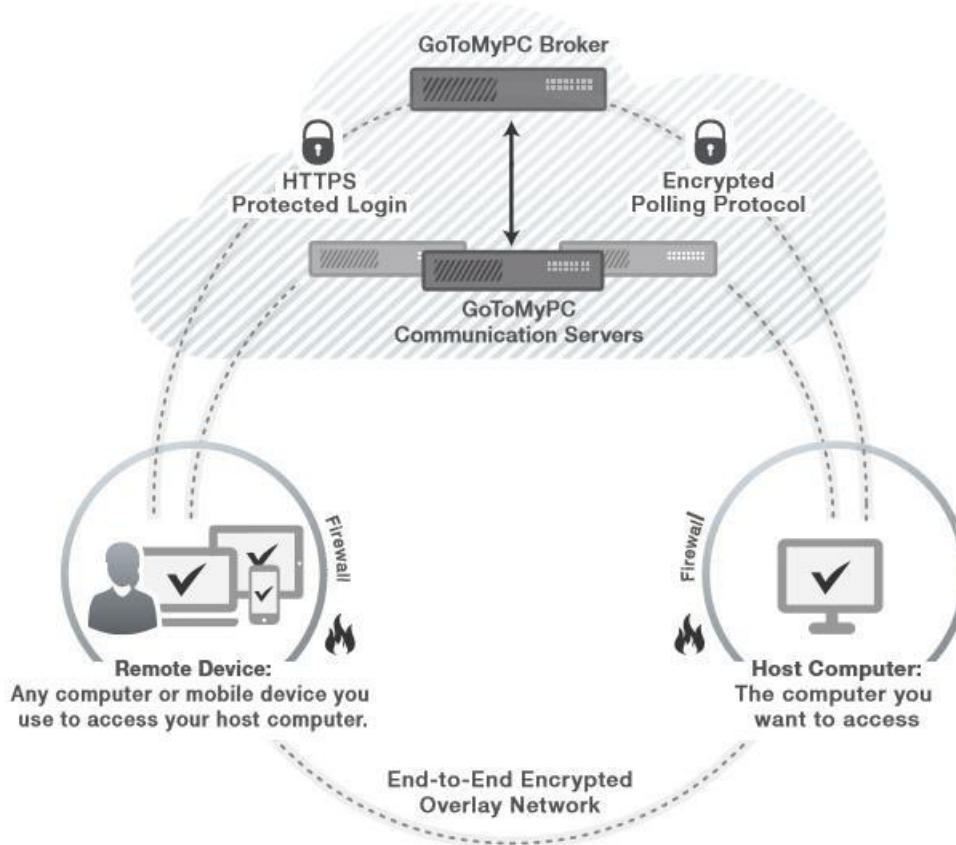 GoToMyPC Broker
HTTPS
Protected Login
Encrypted
Polling Protocol
GoToMyPC
Communication Servers
Firewall
Firewall
Remote Device:
Any computer or mobile device you
use to access your host computer.
Host Computer:
The computer you
want to access
End-to-End Encrypted
Overlay Network